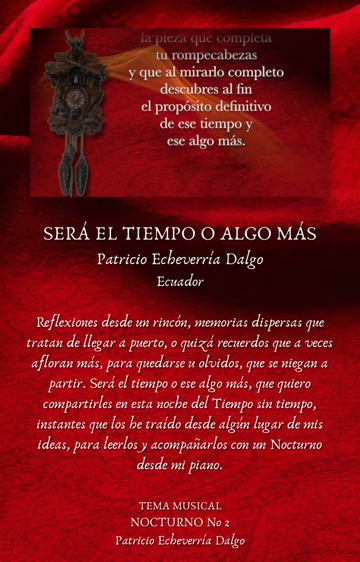 la pieza que completa
tu rompecabezas
y que al mirarlo completo
descubres al fin
el propósito definitivo
de ese tiempo y
ese algo más.
SERÁ EL TIEMPO O ALGO MÁS
Patricio Echeverría Dalgo
Ecuador
Reflexiones desde un rincón, memorias dispersas que
tratan de llegar a puerto, o quizá recuerdos que a veces
afloran más, para quedarse u olvidos, que se niegan a
partir. Será el tiempo o ese algo más, que quiero
compartirles en esta noche del Tiempo sin tiempo,
instantes que los he traído desde algún lugar de mis
ideas, para leerlos y acompañarlos con un Nocturno
desde mi piano.
TEMA MUSICAL
NOCTURNO No 2
Patricio Echeverría Dalgo